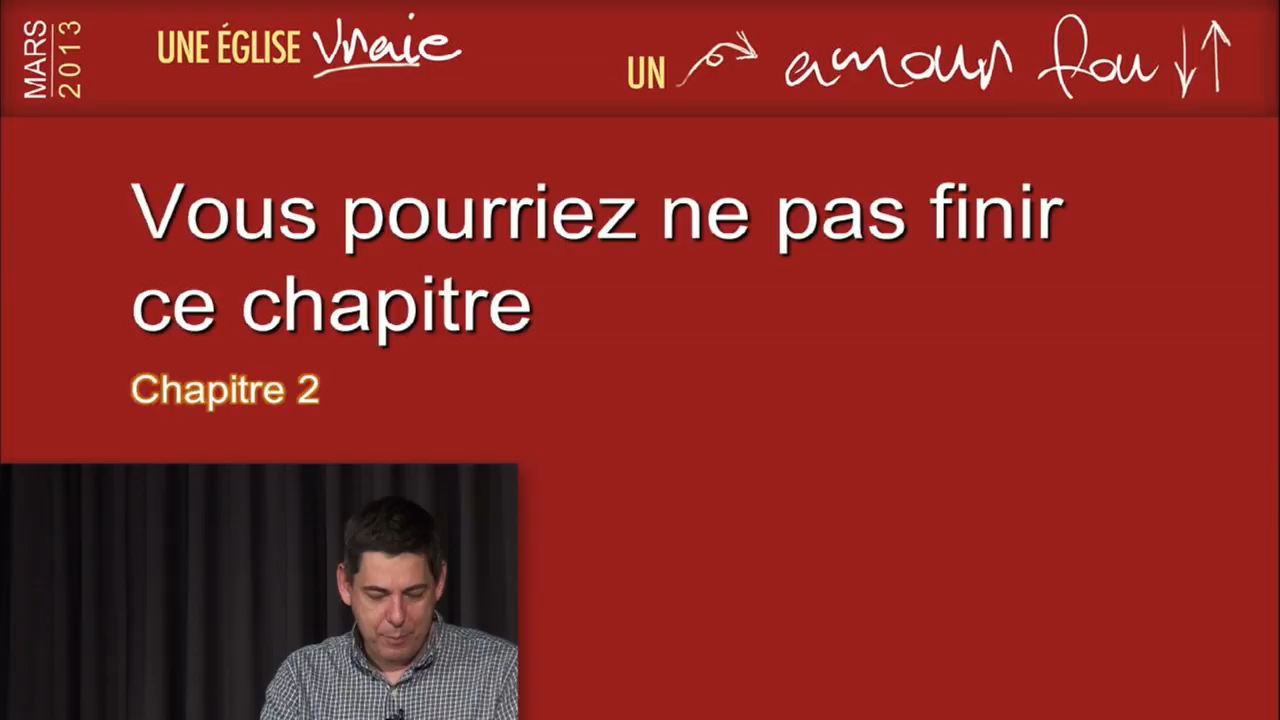 MARS
2013
UNE ÉGLISE vraie
UN amour fou
Vous pourriez ne pas finir
ce chapitre
Chapitre 2